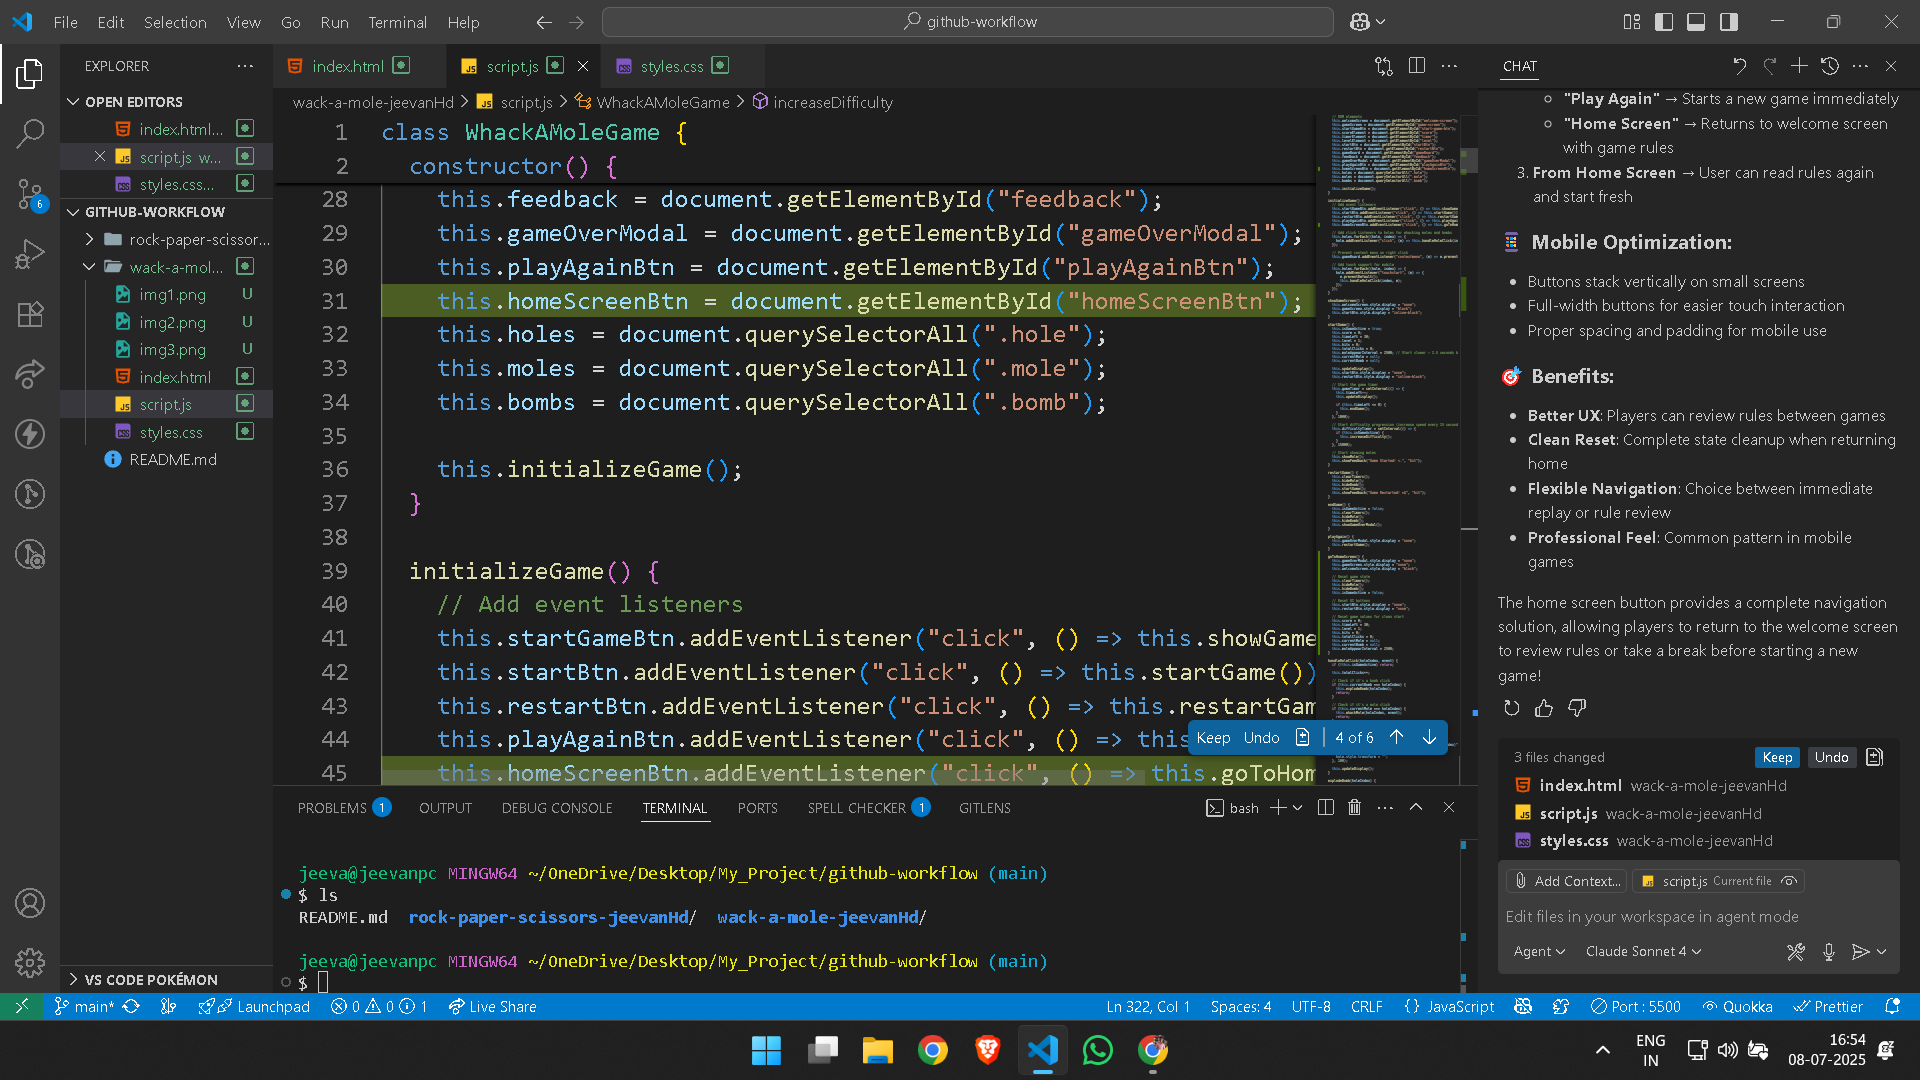 File Edit Selection View Go Run Terminal Help
github-workflow
EXPLORER
OPEN EDITORS
index.html...
script.js w...
styles.css...
6
GITHUB-WORKFLOW
rock-paper-scissor...
wack-a-mol...
img1.png U
img2.png U
img3.png U
index.html
script.js
styles.css
README.md
VS CODE POKÉMON
index.html
script.js
styles.css
wack-a-mole-jeevanHd > script.js > WhackAMoleGame > increaseDifficulty
1 class WhackAMoleGame {
2 constructor() {
28 this.feedback = document.getElementById("feedback");
29 this.gameOverModal = document.getElementById("gameOverModal");
30 this.playAgainBtn = document.getElementById("playAgainBtn");
31 this.homeScreenBtn = document.getElementById("homeScreenBtn");
32 this.holes = document.querySelectorAll(".hole");
33 this.moles = document.querySelectorAll(".mole");
34 this.bombs = document.querySelectorAll(".bomb");
35
36 this.initializeGame();
37 }
38
39 initializeGame() {
40 // Add event listeners
41 this.startGameBtn.addEventListener("click", () => this.showGame
42 this.startBtn.addEventListener("click", () => this.startGame())
43 this.restartBtn.addEventListener("click", () => this.restartGam
44 this.playAgainBtn.addEventListener("click", () => this
45 this.homeScreenBtn.addEventListener("click", () => this.goToHom
Keep Undo 4 of 6
PROBLEMS 1 OUTPUT DEBUG CONSOLE TERMINAL PORTS SPELL CHECKER 1 GITLENS
bash
jeeva@jeevanpc MINGW64 ~/OneDrive/Desktop/My_Project/github-workflow (main)
$ ls
README.md rock-paper-scissors-jeevanHd/ wack-a-mole-jeevanHd/
jeeva@jeevanpc MINGW64 ~/OneDrive/Desktop/My_Project/github-workflow (main)
$
CHAT
"Play Again" → Starts a new game immediately
"Home Screen" → Returns to welcome screen
with game rules
3. From Home Screen → User can read rules again
and start fresh
Mobile Optimization:
Buttons stack vertically on small screens
Full-width buttons for easier touch interaction
Proper spacing and padding for mobile use
Benefits:
Better UX: Players can review rules between games
Clean Reset: Complete state cleanup when returning
home
Flexible Navigation: Choice between immediate
replay or rule review
Professional Feel: Common pattern in mobile
games
The home screen button provides a complete navigation
solution, allowing players to return to the welcome screen
to review rules or take a break before starting a new
game!
3 files changed Keep Undo
index.html wack-a-mole-jeevanHd
script.js wack-a-mole-jeevanHd
styles.css wack-a-mole-jeevanHd
Add Context... script.js Current file
Edit files in your workspace in agent mode
Agent Claude Sonnet 4
main* Launchpad 0 0 1 Live Share
Ln 322, Col 1 Spaces: 4 UTF-8 CRLF {} JavaScript Port : 5500 Quokka Prettier
ENG
IN
16:54
08-07-2025